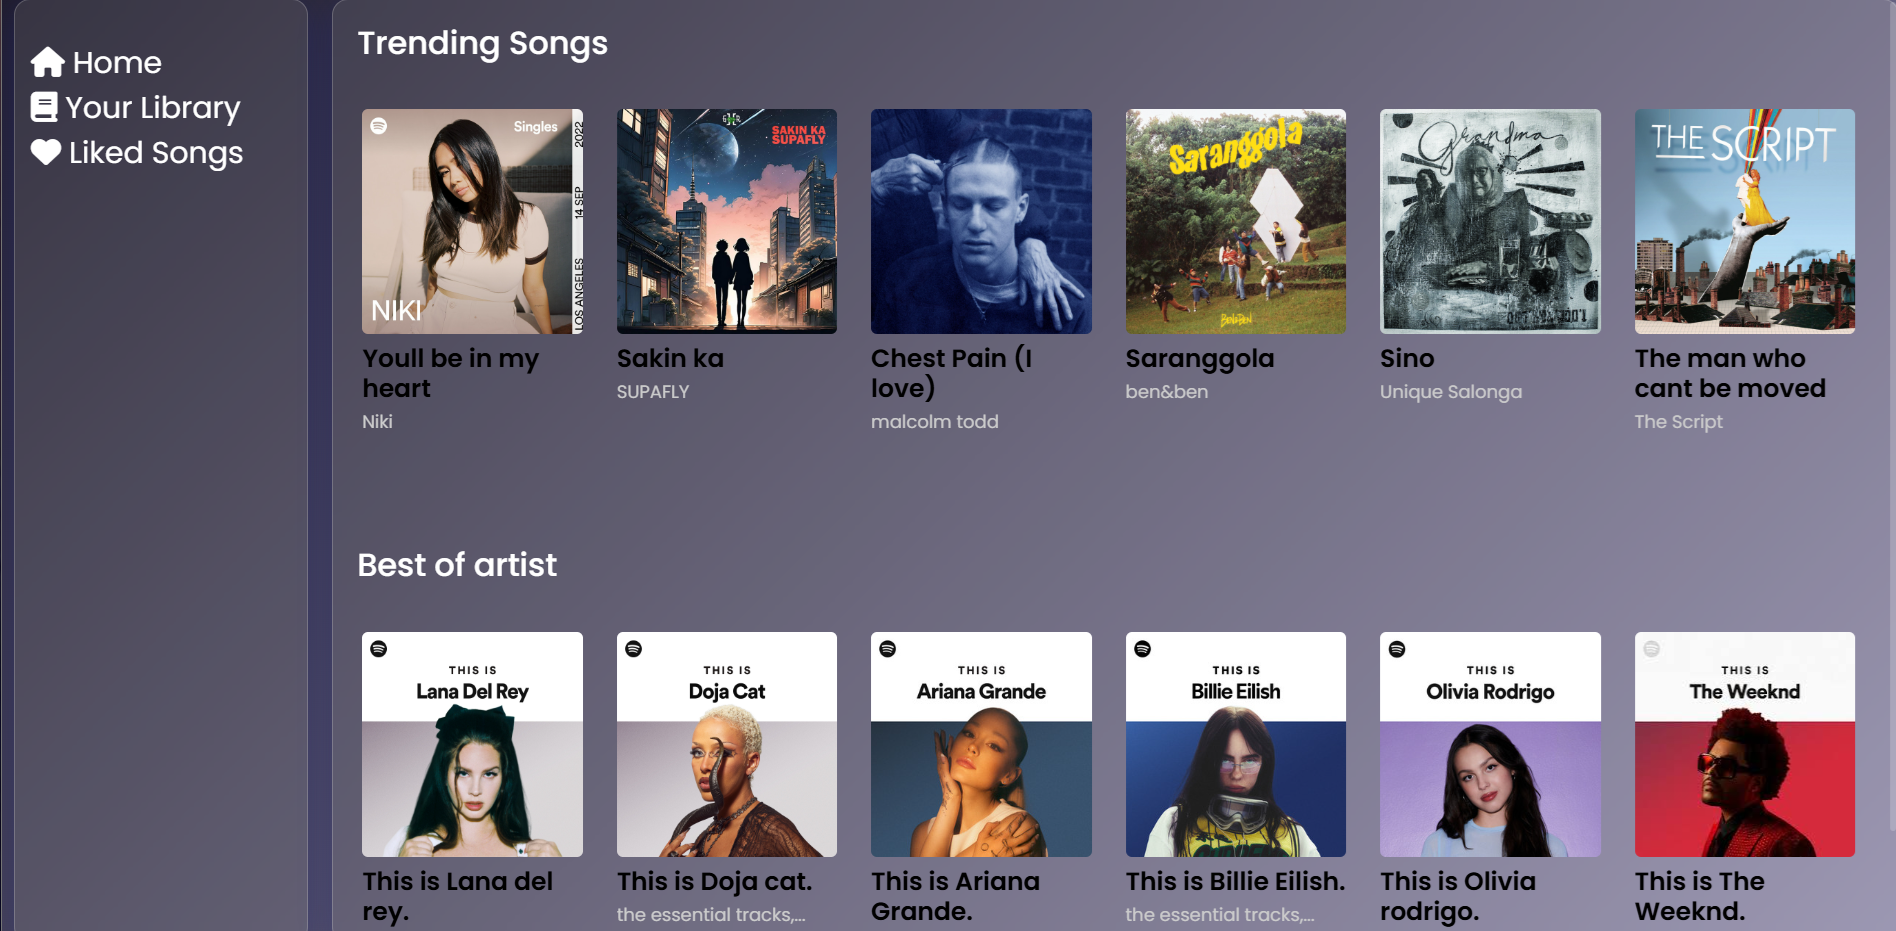 Home
Your Library
Liked Songs
Trending Songs
Singles
2022
14 SEP
LOS ANGELES
NIKI
Youll be in my
heart
Niki
SAKIN KA
SUPAFLY
Sakin ka
SUPAFLY
Chest Pain (I
love)
malcolm todd
Saranggola
BEN&BEN
Saranggola
ben&ben
Grandma
Sino
Unique Salonga
THE SCRIPT
The man who
cant be moved
The Script
Best of artist
THIS IS
Lana Del Rey
This is Lana del
rey.
THIS IS
Doja Cat
This is Doja cat.
the essential tracks,...
THIS IS
Ariana Grande
This is Ariana
Grande.
THIS IS
Billie Eilish
This is Billie Eilish.
the essential tracks,...
THIS IS
Olivia Rodrigo
This is Olivia
rodrigo.
THIS IS
The Weeknd
This is The
Weeknd.